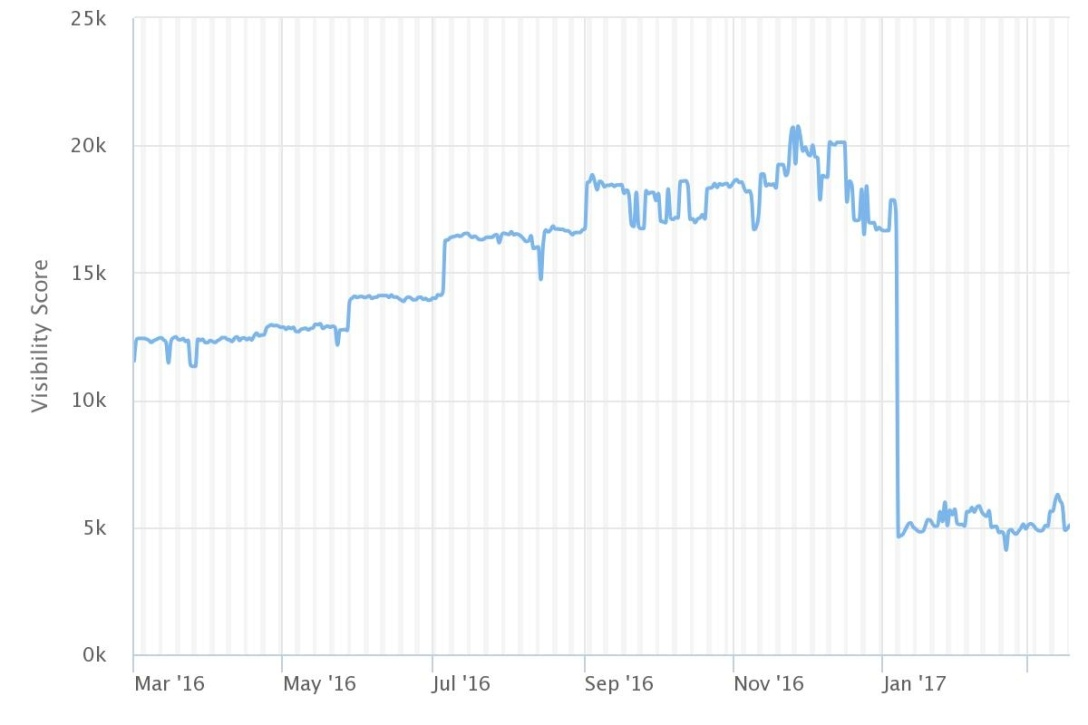 25k
20k
15k
10k
5k
0k
Visibility Score
Mar '16
May '16
Jul '16
Sep '16
Nov '16
Jan '17